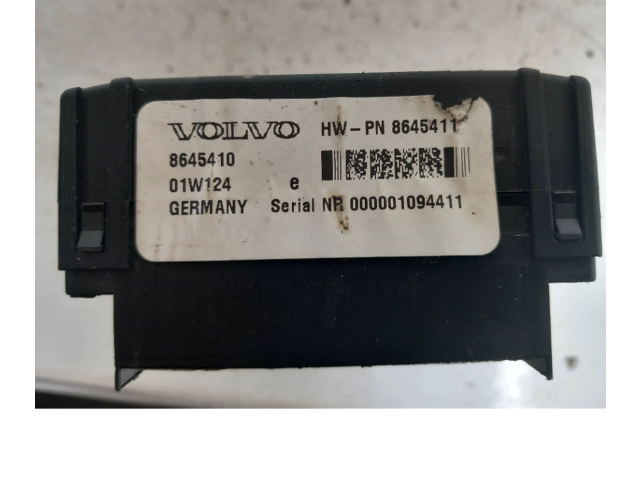 VOLVO HW-PN 8645411
8645410
01W124 e
GERMANY Serial NR 000001094411